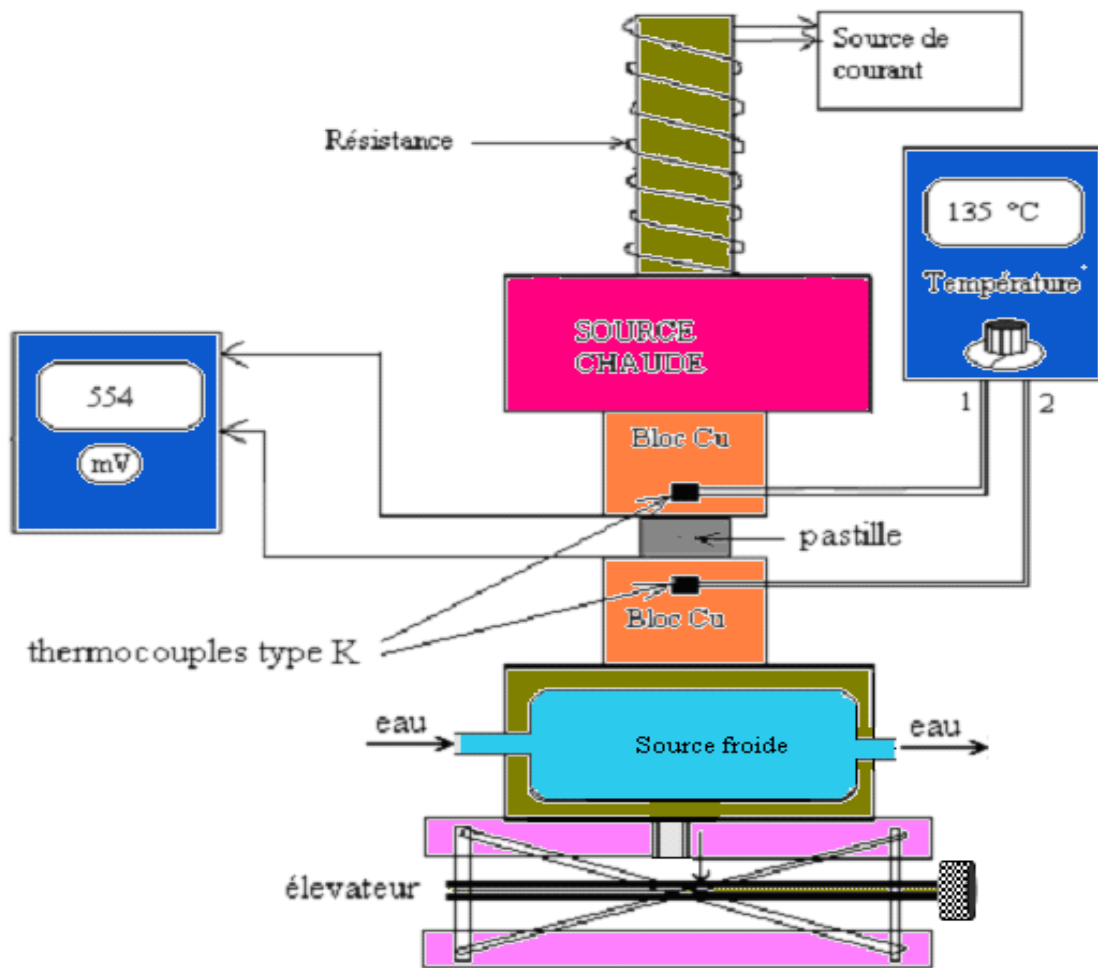 Source de
courant
Résistance
135 °C
Température
SOURCE
CHAUDE
1
2
554
mV
Bloc Cu
pastille
Bloc Cu
thermocouples type K
eau
Source froide
eau
élevateur